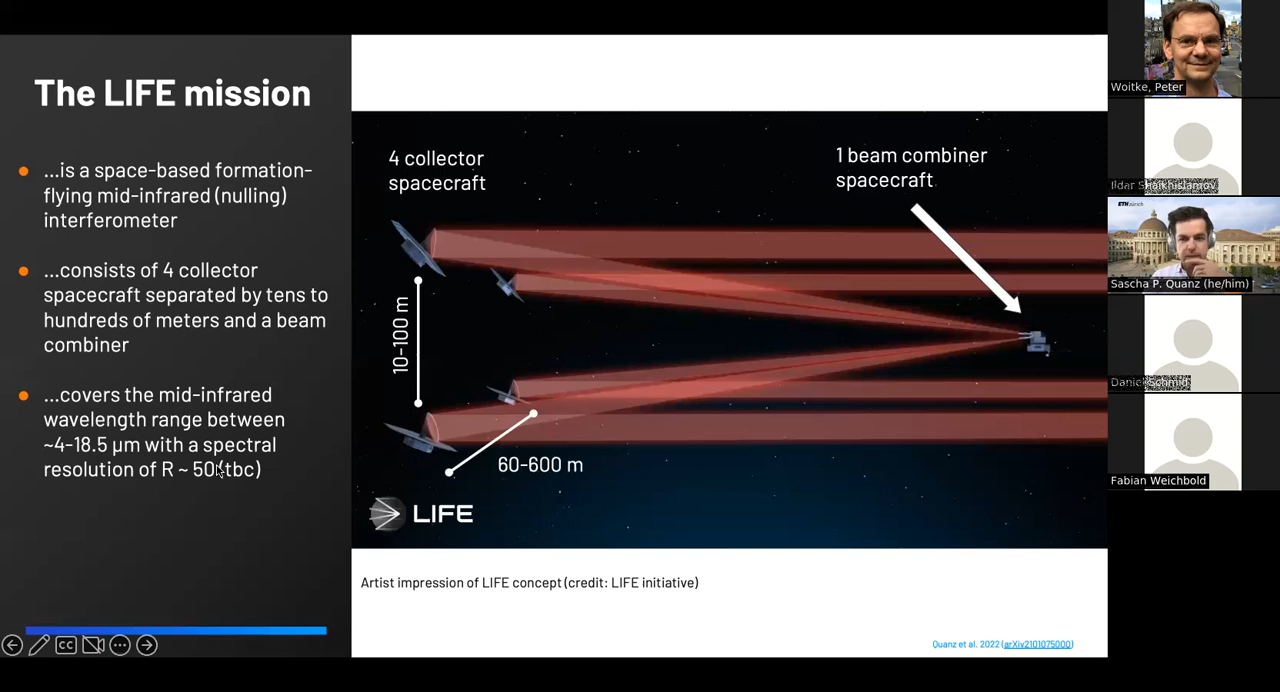 The LIFE mission
...is a space-based formation-
flying mid-infrared (nulling)
interferometer
...consists of 4 collector
spacecraft separated by tens to
hundreds of meters and a beam
combiner
...covers the mid-infrared
wavelength range between
~4-18.5 µm with a spectral
resolution of R ~ 50 (tbc)
CC
4 collector
spacecraft
1 beam combiner
spacecraft
10-100 m
60-600 m
LIFE
Artist impression of LIFE concept (credit: LIFE initiative)
Quanz et al. 2022 (arXiv2101075000)
Woitke, Peter
Ildar Shaikhislamov
ETH zürich
Sascha P. Quanz (he/him)
Daniel Schmid
Fabian Weichbold